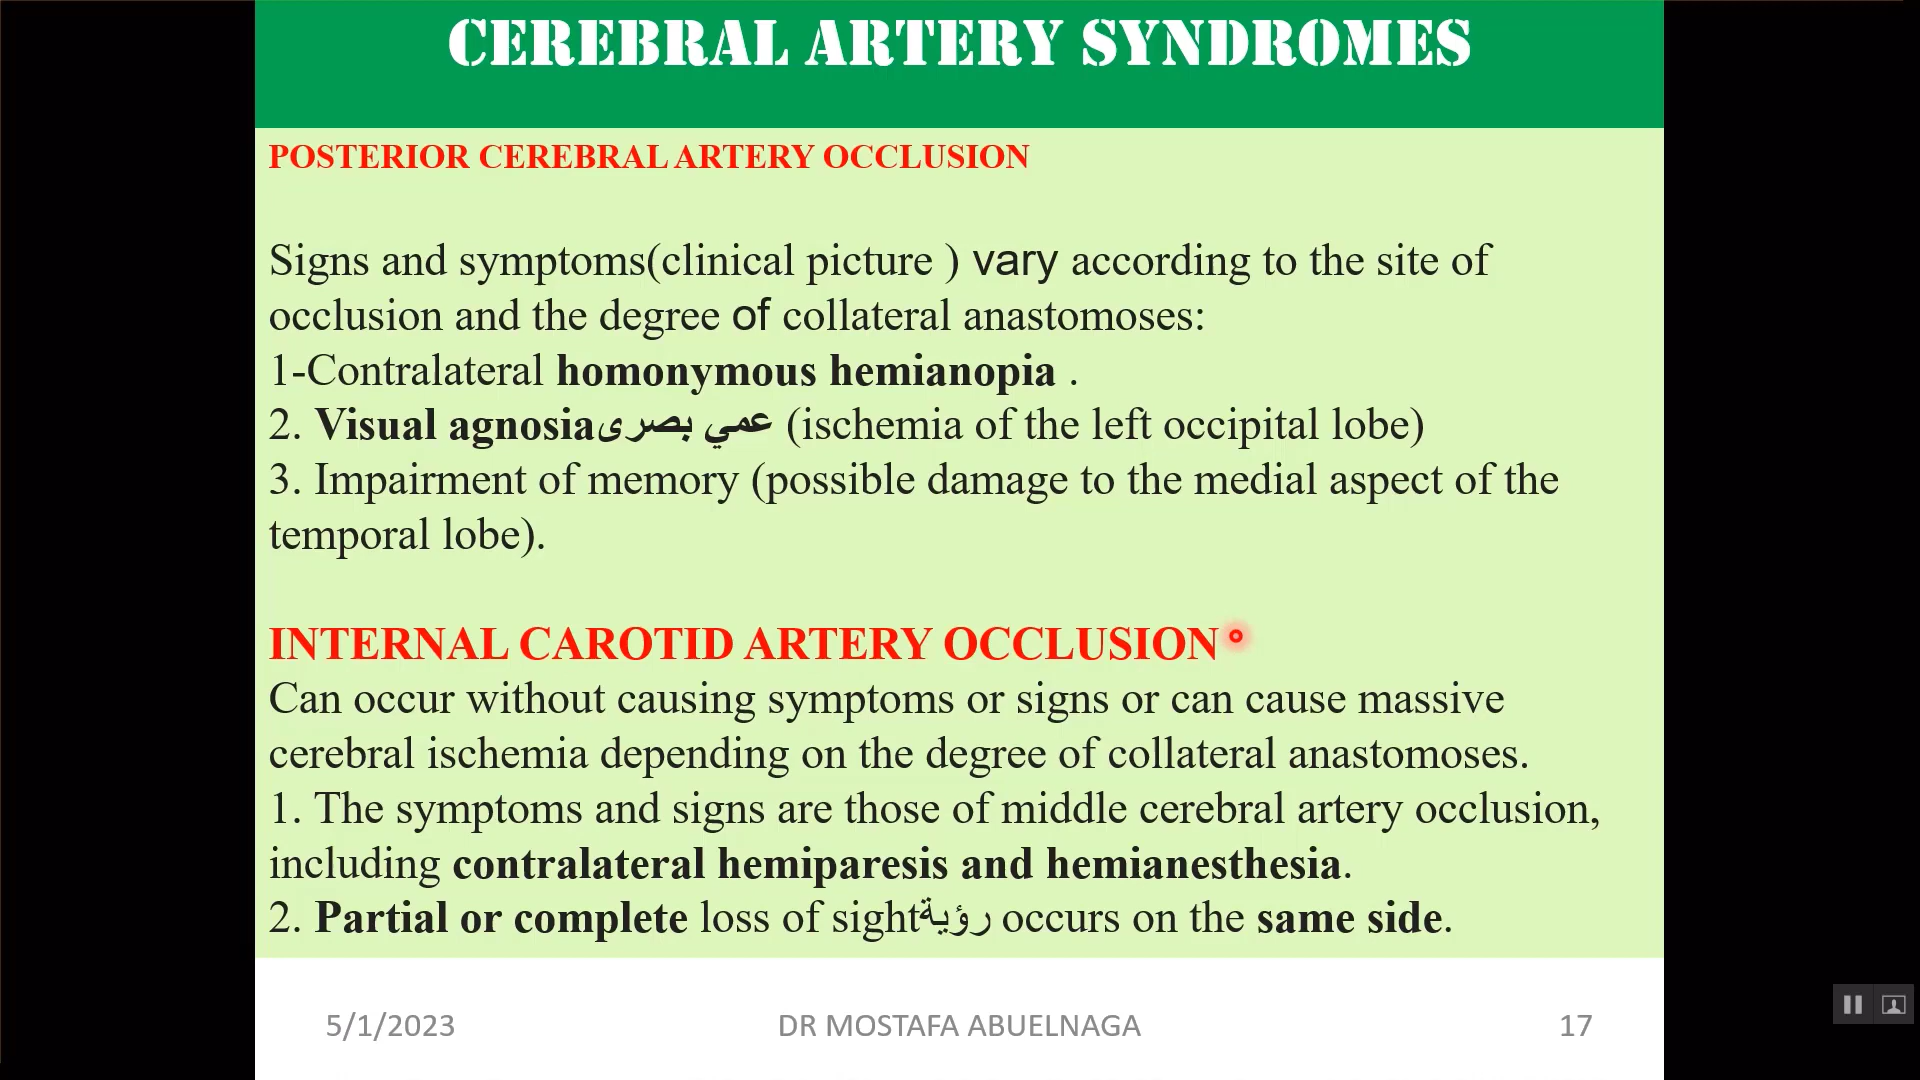 CEREBRAL ARTERY SYNDROMES
POSTERIOR CEREBRAL ARTERY OCCLUSION
Signs and symptoms(clinical picture ) vary according to the site of
occlusion and the degree of collateral anastomoses:
1-Contralateral homonymous hemianopia .
2. Visual agnosiaعمي بصرى (ischemia of the left occipital lobe)
3. Impairment of memory (possible damage to the medial aspect of the
temporal lobe).
INTERNAL CAROTID ARTERY OCCLUSION
Can occur without causing symptoms or signs or can cause massive
cerebral ischemia depending on the degree of collateral anastomoses.
1. The symptoms and signs are those of middle cerebral artery occlusion,
including contralateral hemiparesis and hemianesthesia.
2. Partial or complete loss of sightرؤية occurs on the same side.
5/1/2023 DR MOSTAFA ABUELNAGA 17